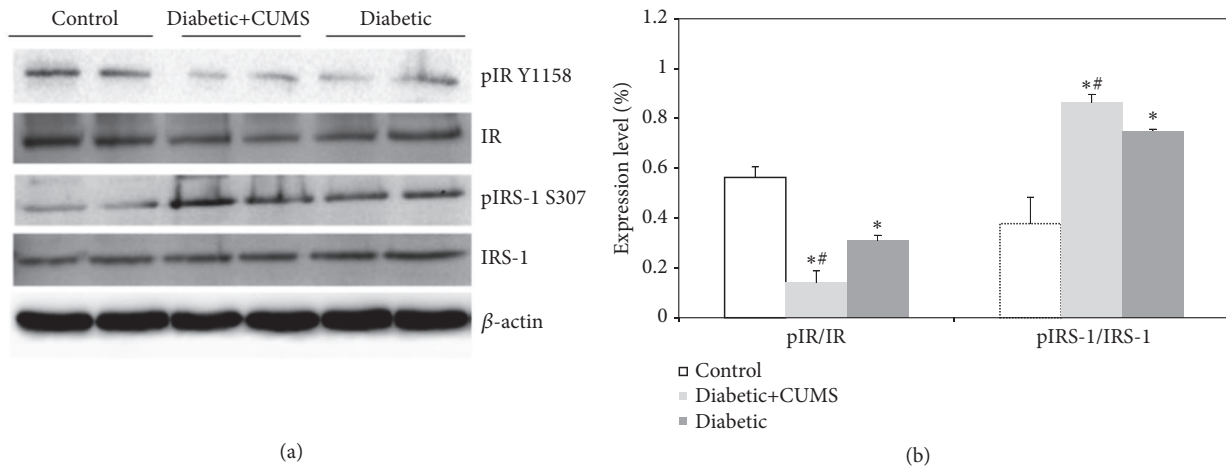 Control Diabetic+CUMS Diabetic
pIR Y1158
IR
pIRS-1 S307
IRS-1
β-actin
(a)
Expression level (%)
1.2
1
0.8
0.6
0.4
0.2
0
*#
*
*#
*
pIR/IR pIRS-1/IRS-1
Control
Diabetic+CUMS
Diabetic
(b)